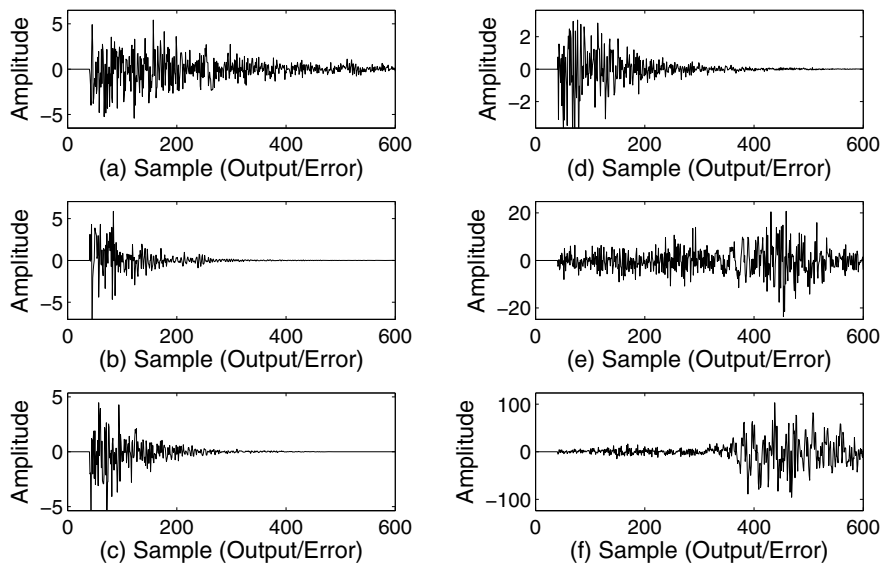 5
0
−5
Amplitude
0 200 400 600
(a) Sample (Output/Error)
2
0
−2
Amplitude
0 200 400 600
(d) Sample (Output/Error)
5
0
−5
Amplitude
0 200 400 600
(b) Sample (Output/Error)
20
0
−20
Amplitude
0 200 400 600
(e) Sample (Output/Error)
5
0
−5
Amplitude
0 200 400 600
(c) Sample (Output/Error)
100
0
−100
Amplitude
0 200 400 600
(f) Sample (Output/Error)